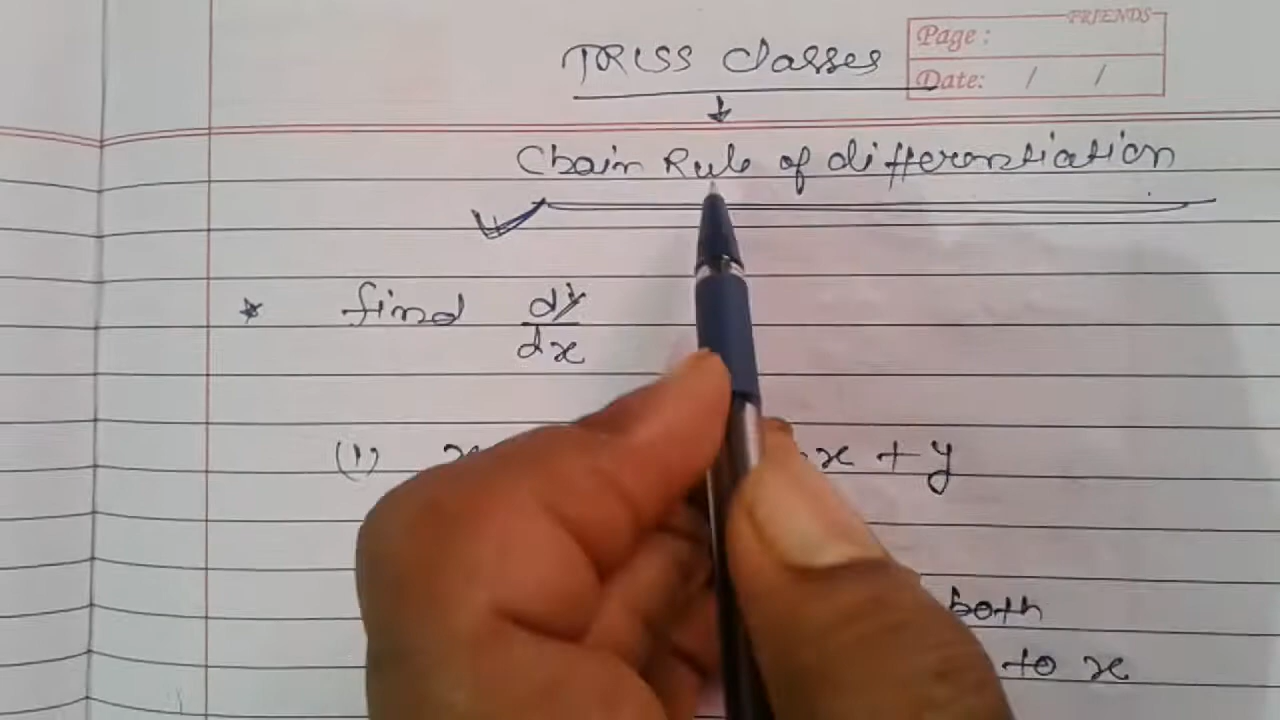 FRIENDS
Page :
TRISS Classes
Date: / /
Chain Rule of differentiation
* find dy/dx
(1) x + y
both
to x